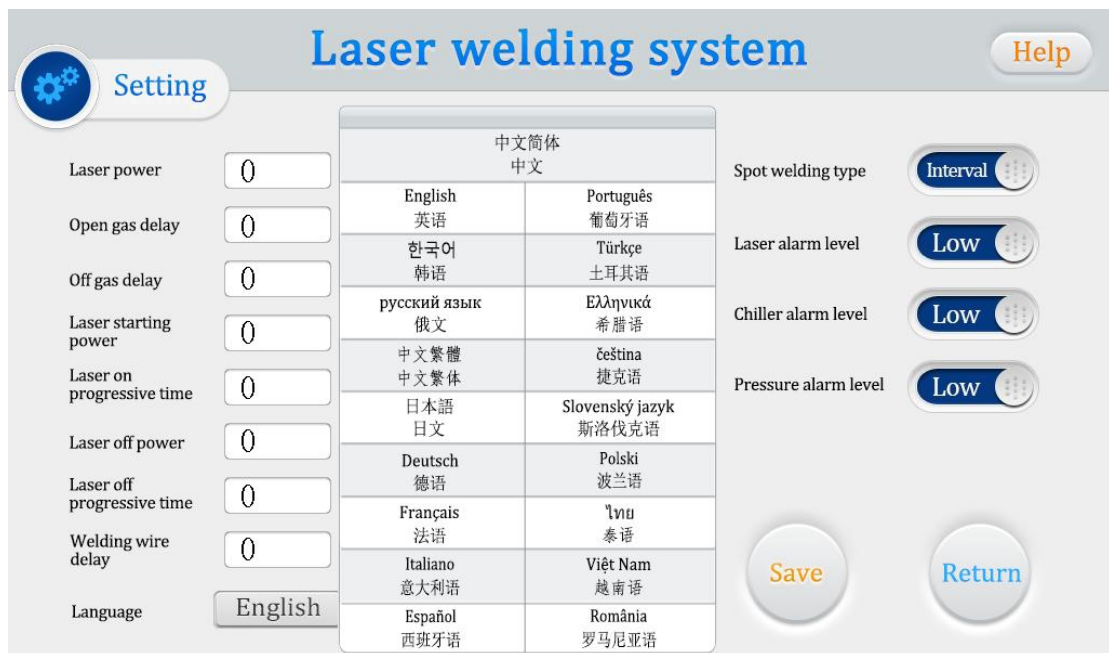 Laser welding system
Help
Setting
Laser power
0
Open gas delay
0
Off gas delay
0
Laser starting
power
0
Laser on
progressive time
0
Laser off power
0
Laser off
progressive time
0
Welding wire
delay
0
Language
English
中文简体
中文
English
英语
Português
葡萄牙语
한국어
韩语
Türkçe
土耳其语
русский язык
俄文
Ελληνικά
希腊语
中文繁體
中文繁体
čeština
捷克语
日本語
日文
Slovenský jazyk
斯洛伐克语
Deutsch
德语
Polski
波兰语
Français
法语
ไทย
泰语
Italiano
意大利语
Việt Nam
越南语
Español
西班牙语
România
罗马尼亚语
Spot welding type
Interval
Laser alarm level
Low
Chiller alarm level
Low
Pressure alarm level
Low
Save
Return